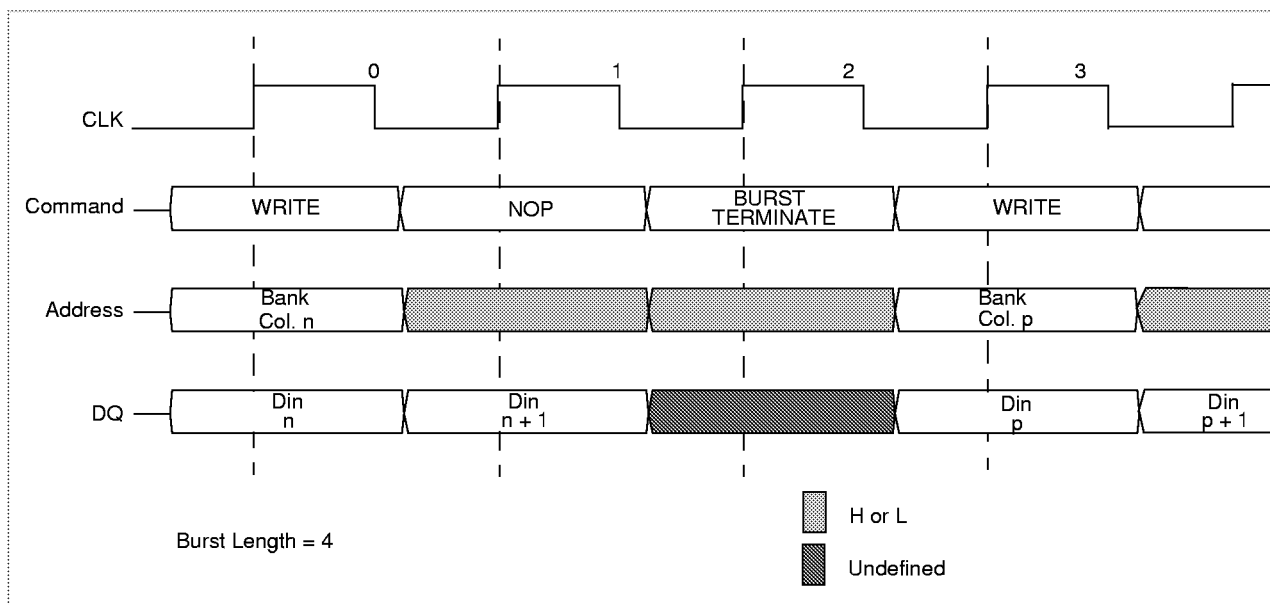 0 1 2 3
CLK
Command WRITE NOP BURST TERMINATE WRITE
Address Bank Col. n Bank Col. p
DQ Din n Din n + 1 Din p Din p + 1
H or L
Burst Length = 4
Undefined